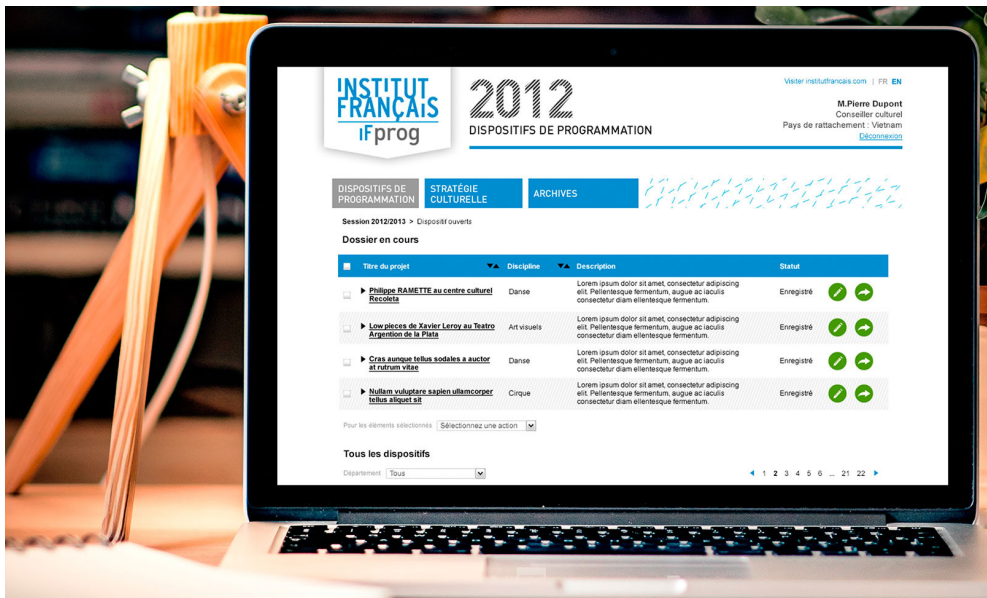 INSTITUT
FRANÇAIS
iFprog
2012
DISPOSITIFS DE PROGRAMMATION
Visiter institutfrancais.com | FR EN
M.Pierre Dupont
Conseiller culturel
Pays de rattachement : Vietnam
Déconnexion
DISPOSITIFS DE
PROGRAMMATION
STRATÉGIE
CULTURELLE
ARCHIVES
Session 2012/2013 > Dispositif ouverts
Dossier en cours
Titre du projet Discipline Description Statut
Philippe RAMETTE au centre culturel
Recoleta
Danse
Lorem ipsum dolor sit amet, consectetur adipiscing
elit. Pellentesque fermentum, augue ac iaculis
consectetur diam ellentesque fermentum.
Enregistré
Low pieces de Xavier Leroy au Teatro
Argention de la Plata
Art visuels
Lorem ipsum dolor sit amet, consectetur adipiscing
elit. Pellentesque fermentum, augue ac iaculis
consectetur diam ellentesque fermentum.
Enregistré
Cras aunque tellus sodales a auctor
at rutrum vitae
Danse
Lorem ipsum dolor sit amet, consectetur adipiscing
elit. Pellentesque fermentum, augue ac iaculis
consectetur diam ellentesque fermentum.
Enregistré
Nullam vuluptare sapien ullamcorper
tellus aliquet sit
Cirque
Lorem ipsum dolor sit amet, consectetur adipiscing
elit. Pellentesque fermentum, augue ac iaculis
consectetur diam ellentesque fermentum.
Enregistré
Pour les éléments sélectionnés Sélectionnez une action
Tous les dispositifs
Département Tous
1 2 3 4 5 6 ... 21 22